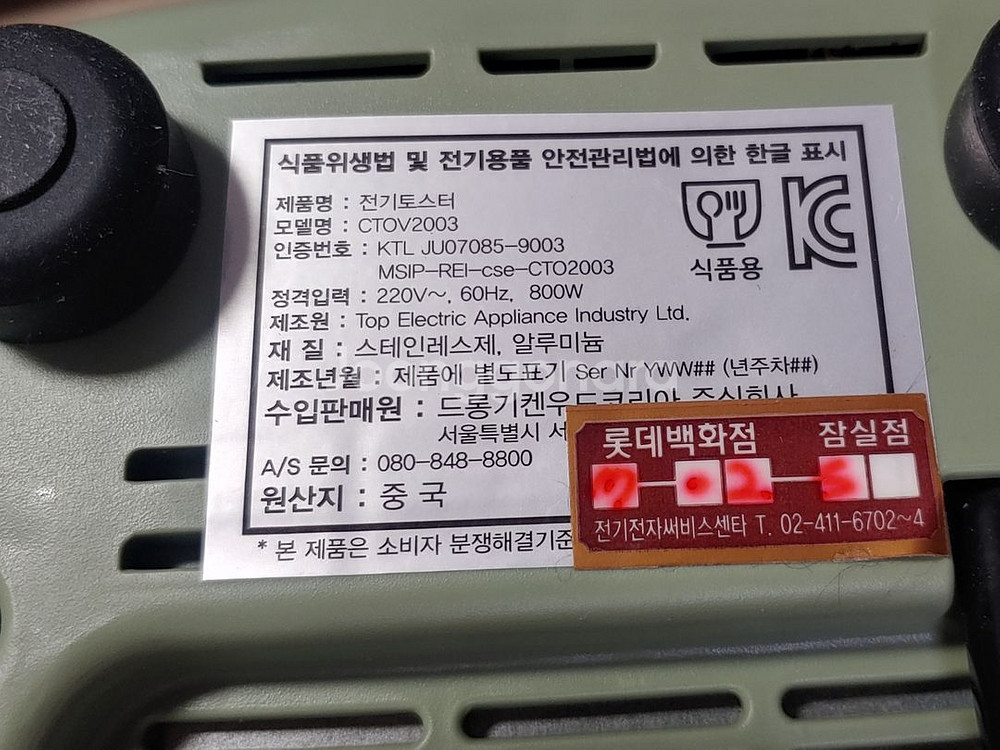 식품위생법 및 전기용품 안전관리법에 의한 한글 표시
제품명 : 전기토스터
모델명 : CTOV2003
인증번호 : KTL JU07085-9003
MSIP-REI-cse-CTO2003
식품용
정격입력 : 220V~, 60Hz, 800W
제조원 : Top Electric Appliance Industry Ltd.
재 질 : 스테인레스제, 알루미늄
제조년월 : 제품에 별도표기 Ser Nr YWW## (년주차##)
수입판매원 : 드롱기켄우드코리아 주식회사
서울특별시 서
A/S 문의 : 080-848-8800
원산지 : 중 국
* 본 제품은 소비자 분쟁해결기준
롯데백화점 잠실점
전기전자써비스센타 T. 02-411-6702~4